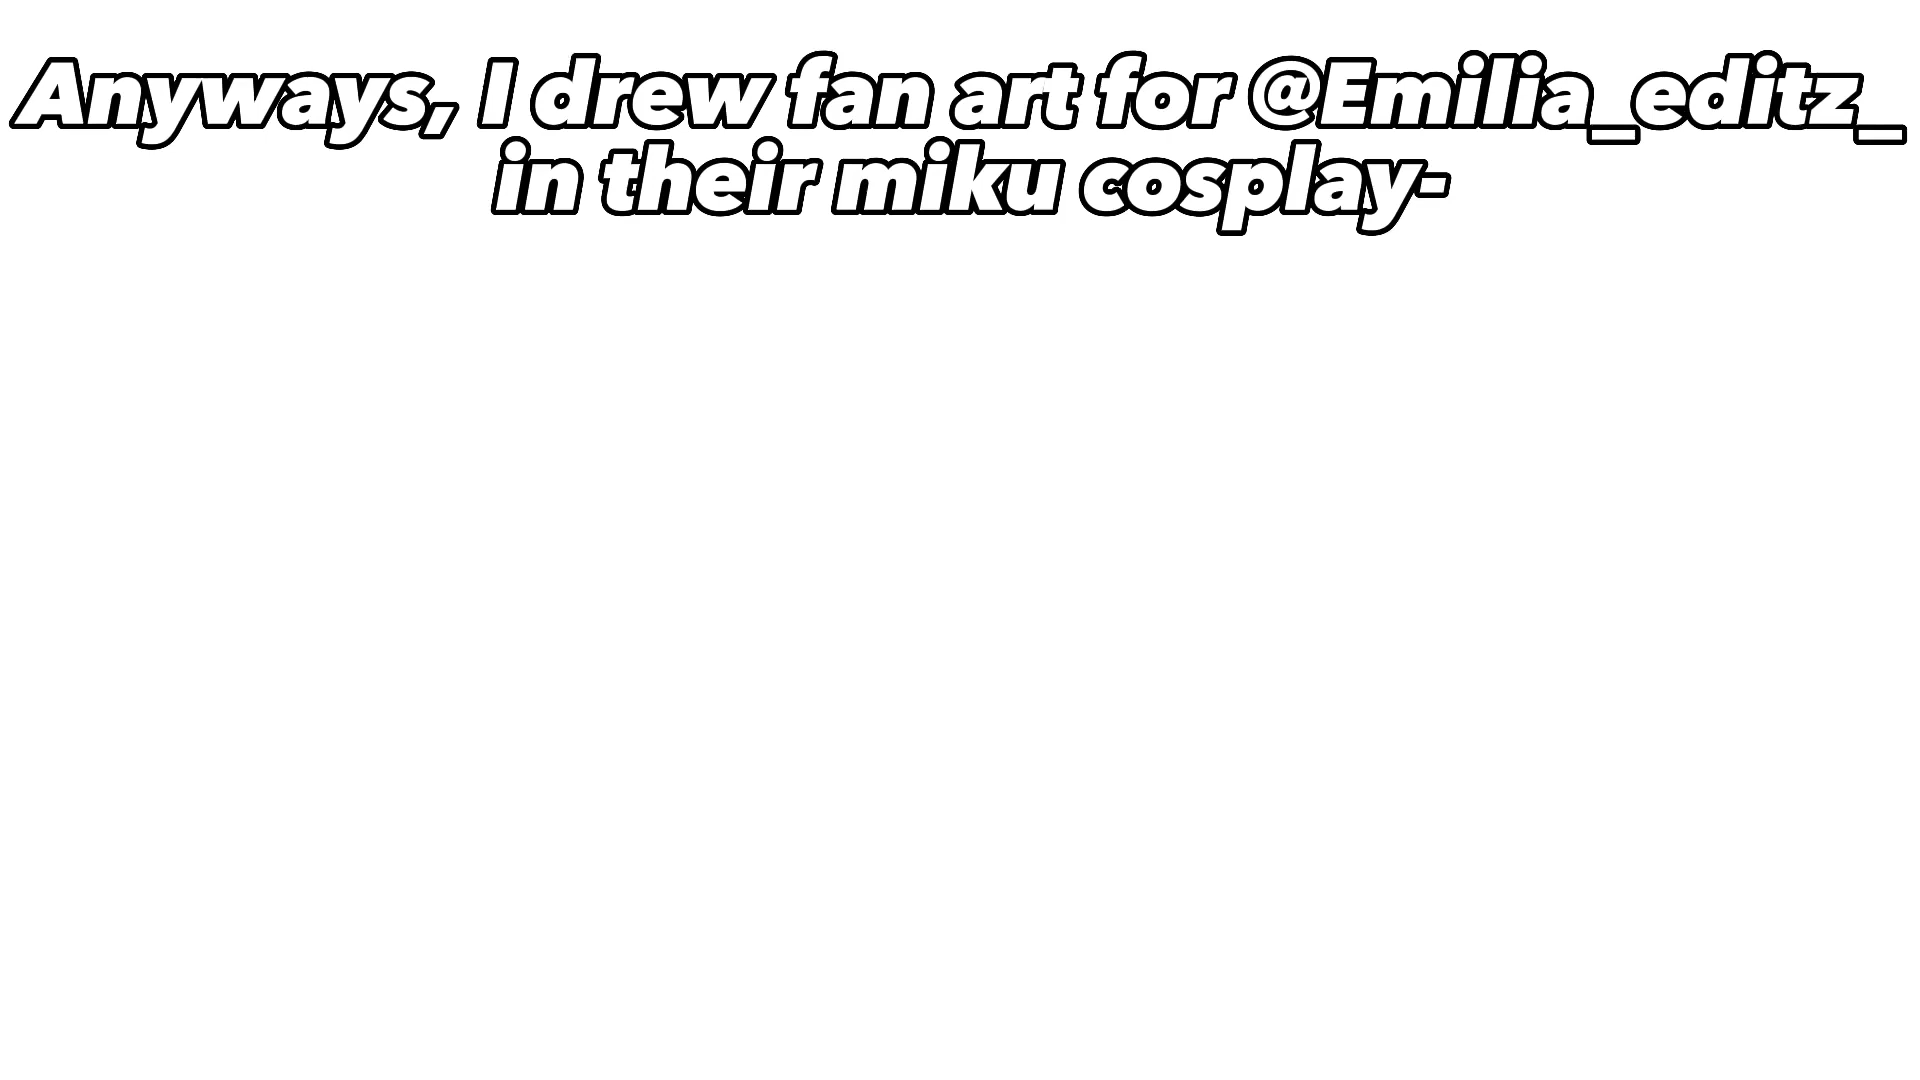 Anyways, I drew fan art for @Emilia_editz_
in their miku cosplay-